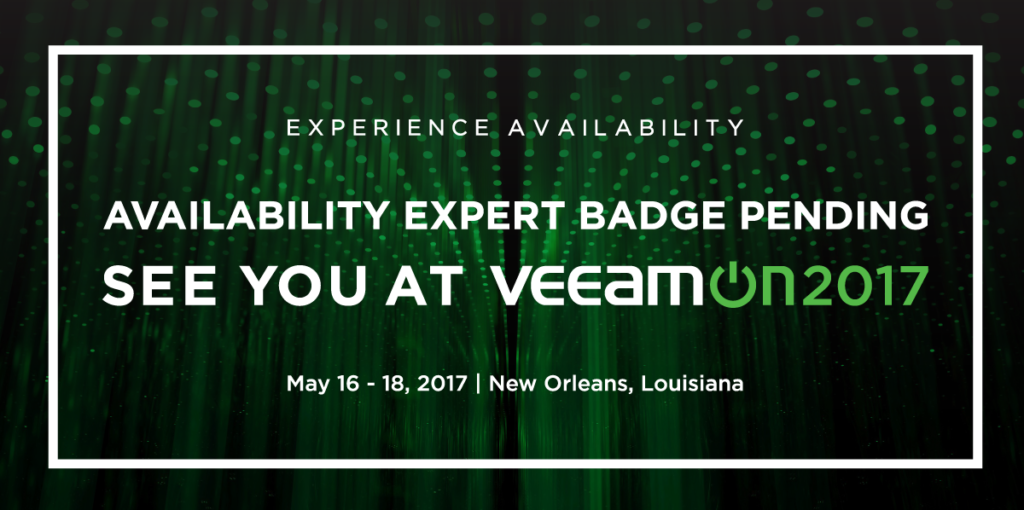 EXPERIENCE AVAILABILITY
AVAILABILITY EXPERT BADGE PENDING
SEE YOU AT VEEAMON2017
May 16 - 18, 2017 | New Orleans, Louisiana